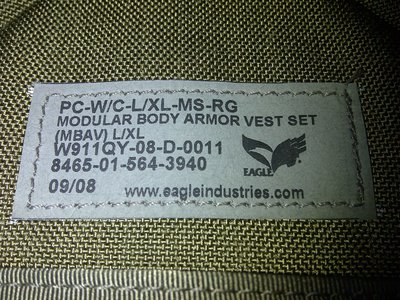 PC-W/C-L/XL-MS-RG
MODULAR BODY ARMOR VEST SET
(MBAV) L/XL
W911QY-08-D-0011
8465-01-564-3940
EAGLE
09/08
www.eagleindustries.com